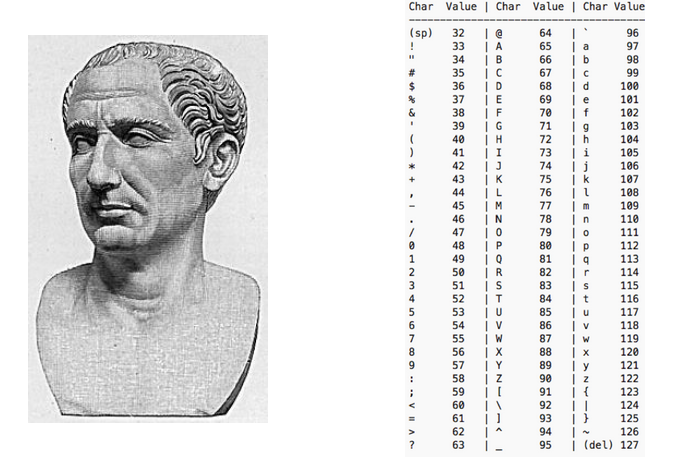 Char  Value | Char  Value | Char Value
(sp) 32 | @ 64 | ` 96
! 33 | A 65 | a 97
" 34 | B 66 | b 98
# 35 | C 67 | c 99
$ 36 | D 68 | d 100
% 37 | E 69 | e 101
& 38 | F 70 | f 102
' 39 | G 71 | g 103
( 40 | H 72 | h 104
) 41 | I 73 | i 105
* 42 | J 74 | j 106
+ 43 | K 75 | k 107
, 44 | L 76 | l 108
- 45 | M 77 | m 109
. 46 | N 78 | n 110
/ 47 | O 79 | o 111
0 48 | P 80 | p 112
1 49 | Q 81 | q 113
2 50 | R 82 | r 114
3 51 | S 83 | s 115
4 52 | T 84 | t 116
5 53 | U 85 | u 117
6 54 | V 86 | v 118
7 55 | W 87 | w 119
8 56 | X 88 | x 120
9 57 | Y 89 | y 121
: 58 | Z 90 | z 122
; 59 | [ 91 | { 123
< 60 | \ 92 | | 124
= 61 | ] 93 | } 125
> 62 | ^ 94 | ~ 126
? 63 | _ 95 | (del) 127